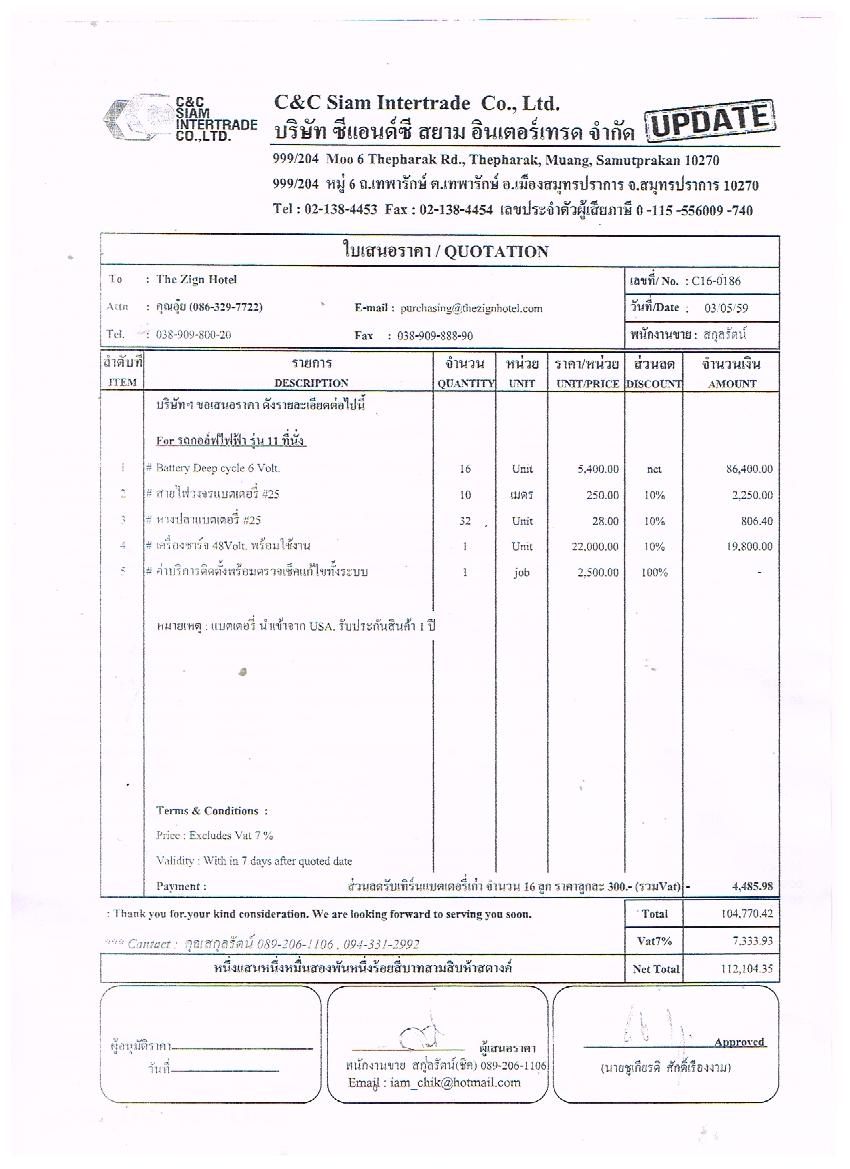 C&C
SIAM
INTERTRADE
CO.,LTD.
C&C Siam Intertrade Co., Ltd.
บริษัท ซีแอนด์ซี สยาม อินเตอร์เทรด จำกัด
UPDATE
999/204 Moo 6 Thepharak Rd., Thepharak, Muang, Samutprakan 10270
999/204 หมู่ 6 ถ.เทพารักษ์ ต.เทพารักษ์ อ.เมืองสมุทรปราการ จ.สมุทรปราการ 10270
Tel : 02-138-4453 Fax : 02-138-4454 เลขประจำตัวผู้เสียภาษี 0 -115 -556009 -740
ใบเสนอราคา / QUOTATION
To : The Zign Hotel เลขที่/ No. : C16-0186
Attn : คุณอุ้ย (086-329-7722) E-mail : purchasing@thezignhotel.com วันที่/Date : 03/05/59
Tel. : 038-909-800-20 Fax : 038-909-888-90 พนักงานขาย : สกุลรัตน์
ลำดับที่ รายการ จำนวน หน่วย ราคา/หน่วย ส่วนลด จำนวนเงิน
ITEM DESCRIPTION QUANTITY UNIT UNIT/PRICE DISCOUNT AMOUNT
บริษัทฯ ขอเสนอราคา ดังรายละเอียดต่อไปนี้
For รถกอล์ฟไฟฟ้า รุ่น 11 ที่นั่ง
1 # Battery Deep cycle 6 Volt. 16 Unit 5,400.00 net 86,400.00
2 # สายไฟวงจรแบตเตอรี่ #25 10 เมตร 250.00 10% 2,250.00
3 # หางปลาแบตเตอรี่ #25 32 Unit 28.00 10% 806.40
4 # เครื่องชาร์จ 48Volt. พร้อมใช้งาน 1 Unit 22,000.00 10% 19,800.00
5 # ค่าบริการติดตั้งพร้อมตรวจเช็คแก้ไขทั้งระบบ 1 job 2,500.00 100% -
หมายเหตุ : แบตเตอรี่ นำเข้าจาก USA. รับประกันสินค้า 1 ปี
Terms & Conditions :
Price : Excludes Vat 7 %
Validity : With in 7 days after quoted date
Payment : ส่วนลดรับเทิร์นแบตเตอรี่เก่า จำนวน 16 ลูก ราคาลูกละ 300.- (รวมVat) - 4,485.98
: Thank you for.your kind consideration. We are looking forward to serving you soon. Total 104,770.42
*** Contact : คุณสกุลรัตน์ 089-206-1106 , 094-331-2992 Vat7% 7,333.93
หนึ่งแสนหนึ่งหมื่นสองพันหนึ่งร้อยสี่บาทสามสิบห้าสตางค์ Net Total 112,104.35
ผู้อนุมัติราคา
วันที่
ผู้เสนอราคา
พนักงานขาย สกุลรัตน์(ชิค) 089-206-1106
Email : iam_chik@hotmail.com
Approved
(นายชูเกียรติ ศักดิ์เรืองงาม)